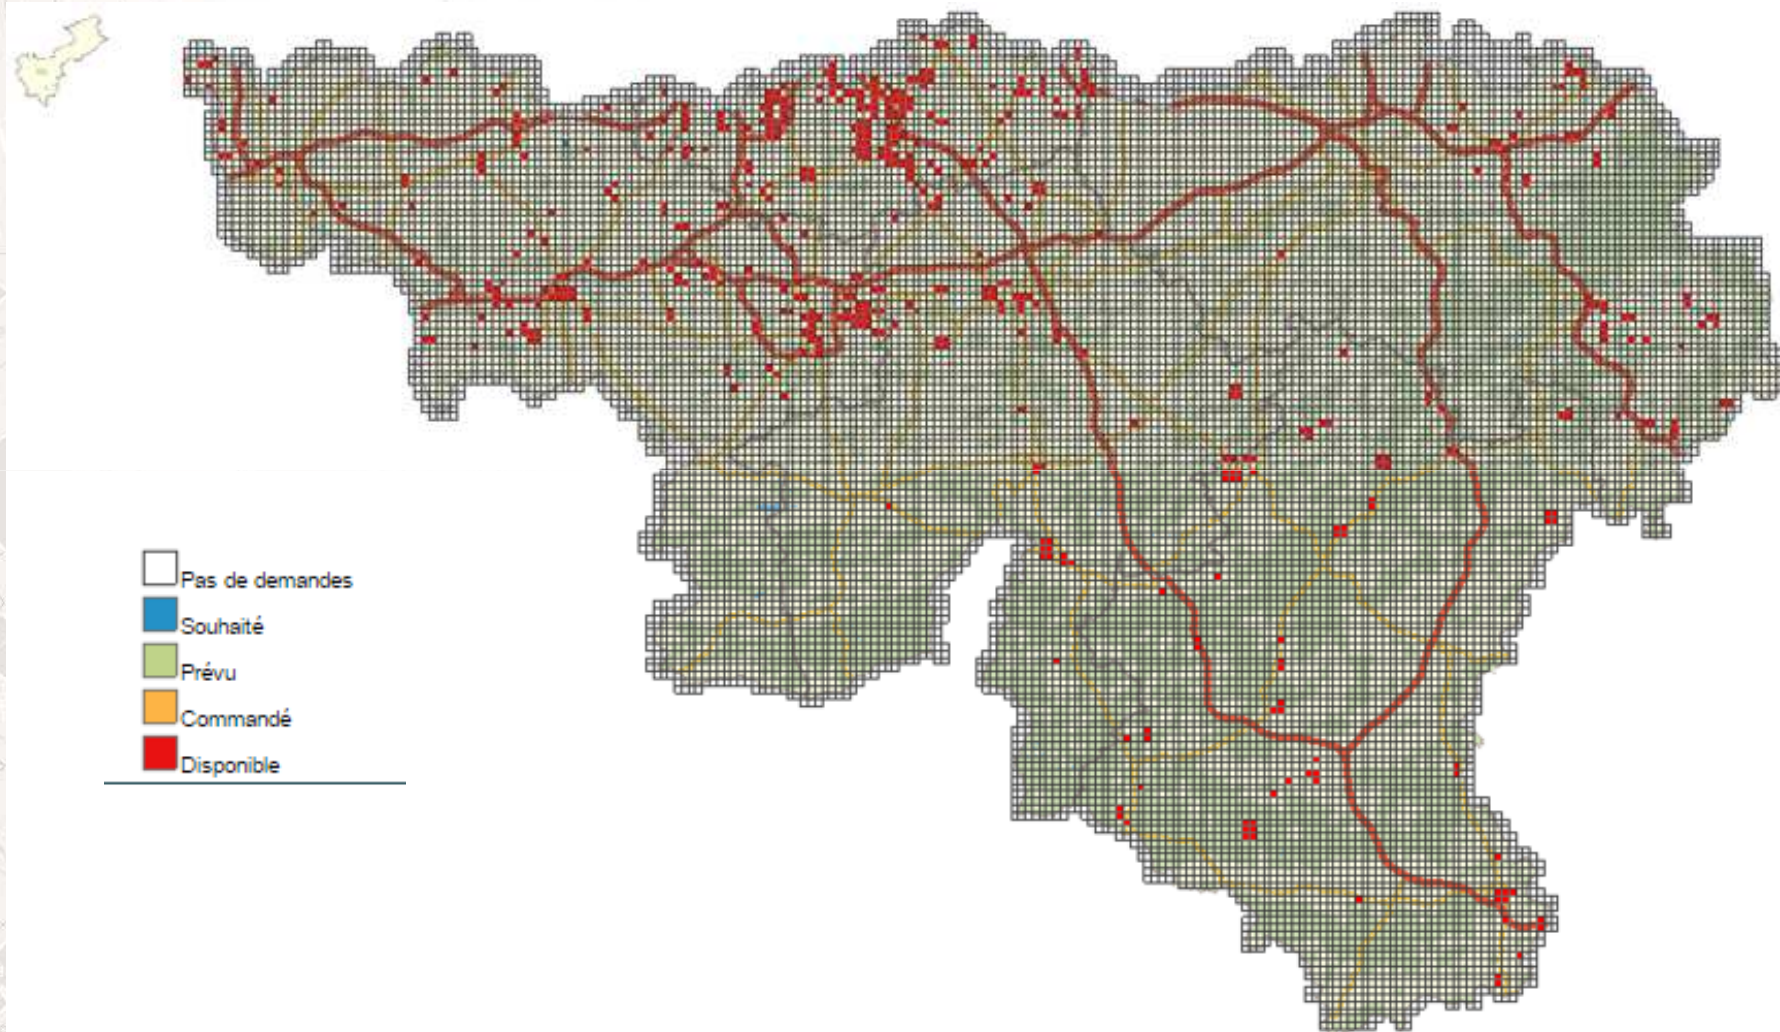 Pas de demandes
Souhaité
Prévu
Commandé
Disponible